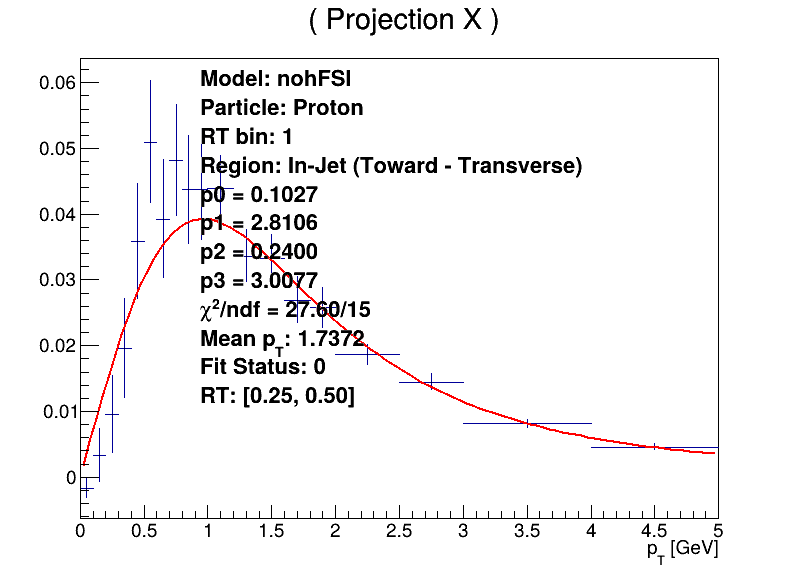 ( Projection X )
0.06
0.05
0.04
0.03
0.02
0.01
0
Model: nohFSI
Particle: Proton
RT bin: 1
Region: In-Jet (Toward - Transverse)
p0 = 0.1027
p1 = 2.8106
p2 = 0.2400
p3 = 3.0077
χ²/ndf = 27.60/15
Mean p_T: 1.7372
Fit Status: 0
RT: [0.25, 0.50]
0 0.5 1 1.5 2 2.5 3 3.5 4 4.5 5
p_T [GeV]